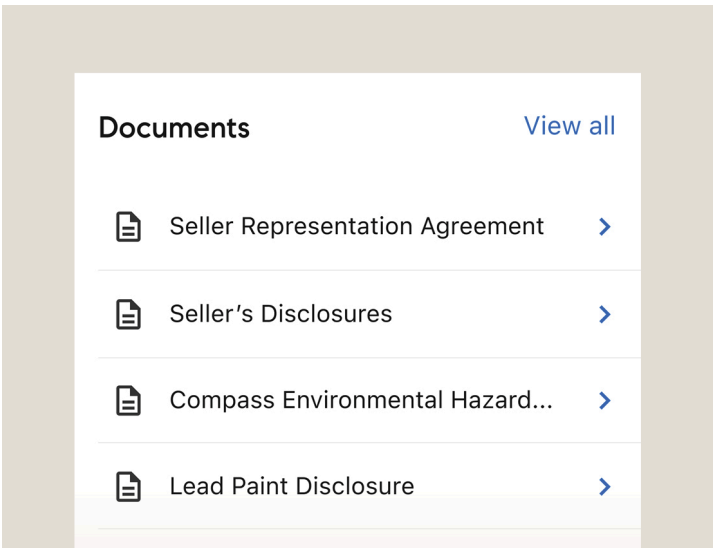 Documents
View all
Seller Representation Agreement
Seller’s Disclosures
Compass Environmental Hazard...
Lead Paint Disclosure